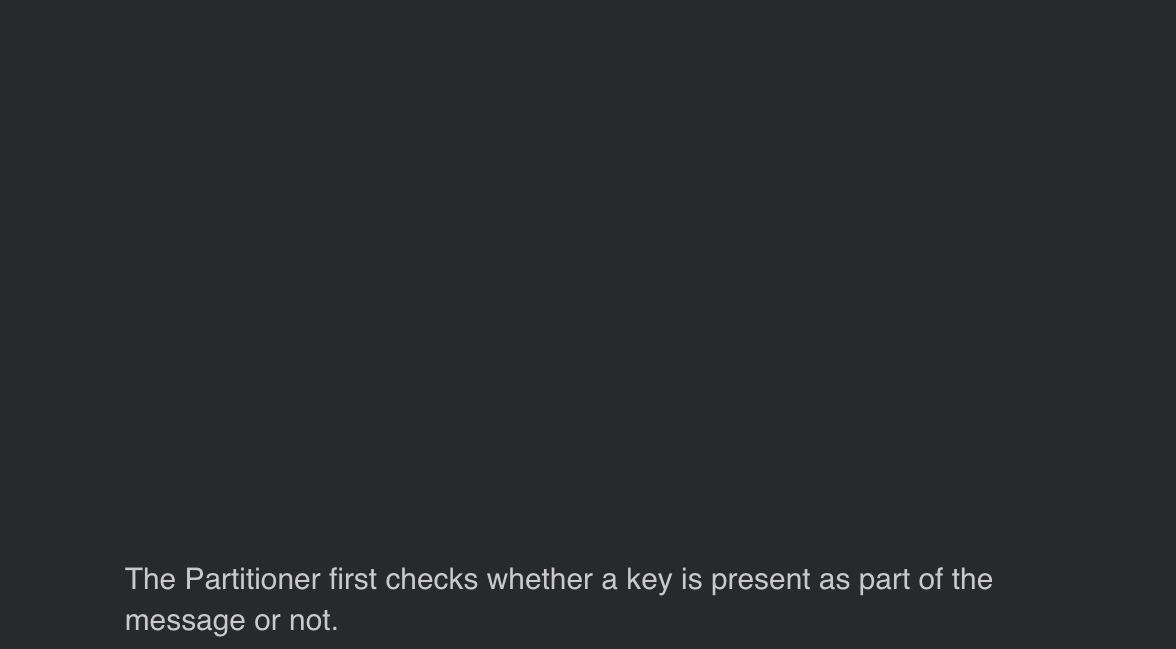 The Partitioner first checks whether a key is present as part of the
message or not.